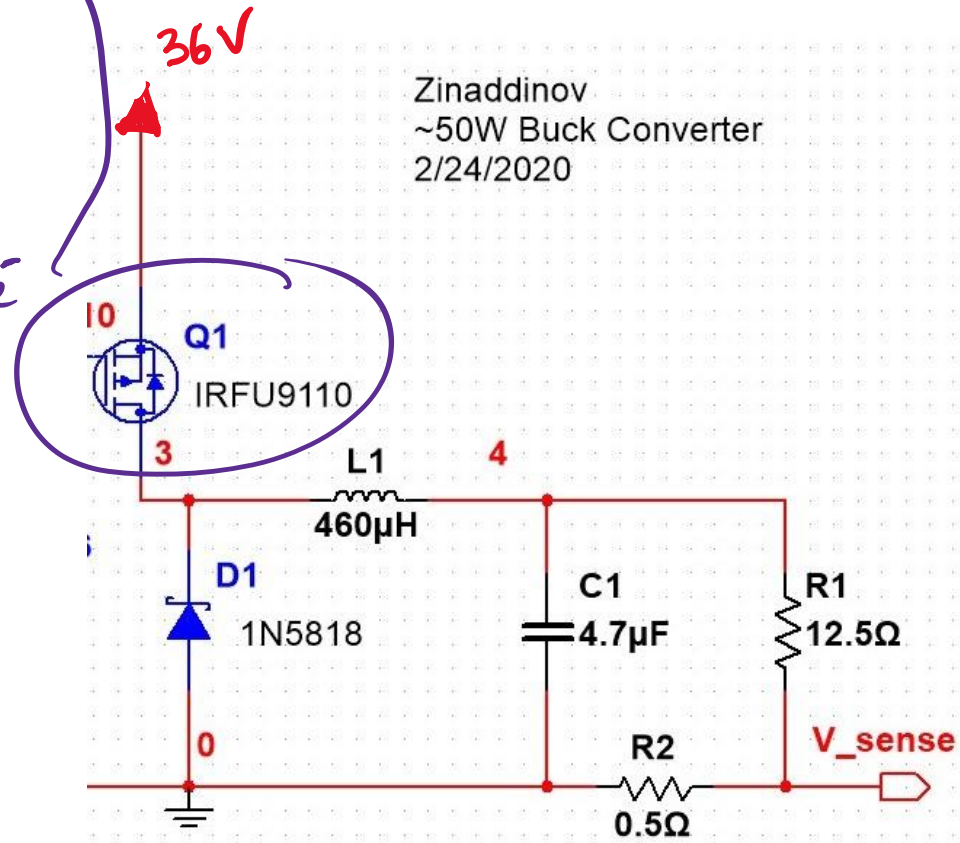 36V
Zinaddinov
~50W Buck Converter
2/24/2020
10
Q1
IRFU9110
3
L1
4
460µH
D1
1N5818
C1
4.7µF
R1
12.5Ω
0
R2
0.5Ω
V_sense